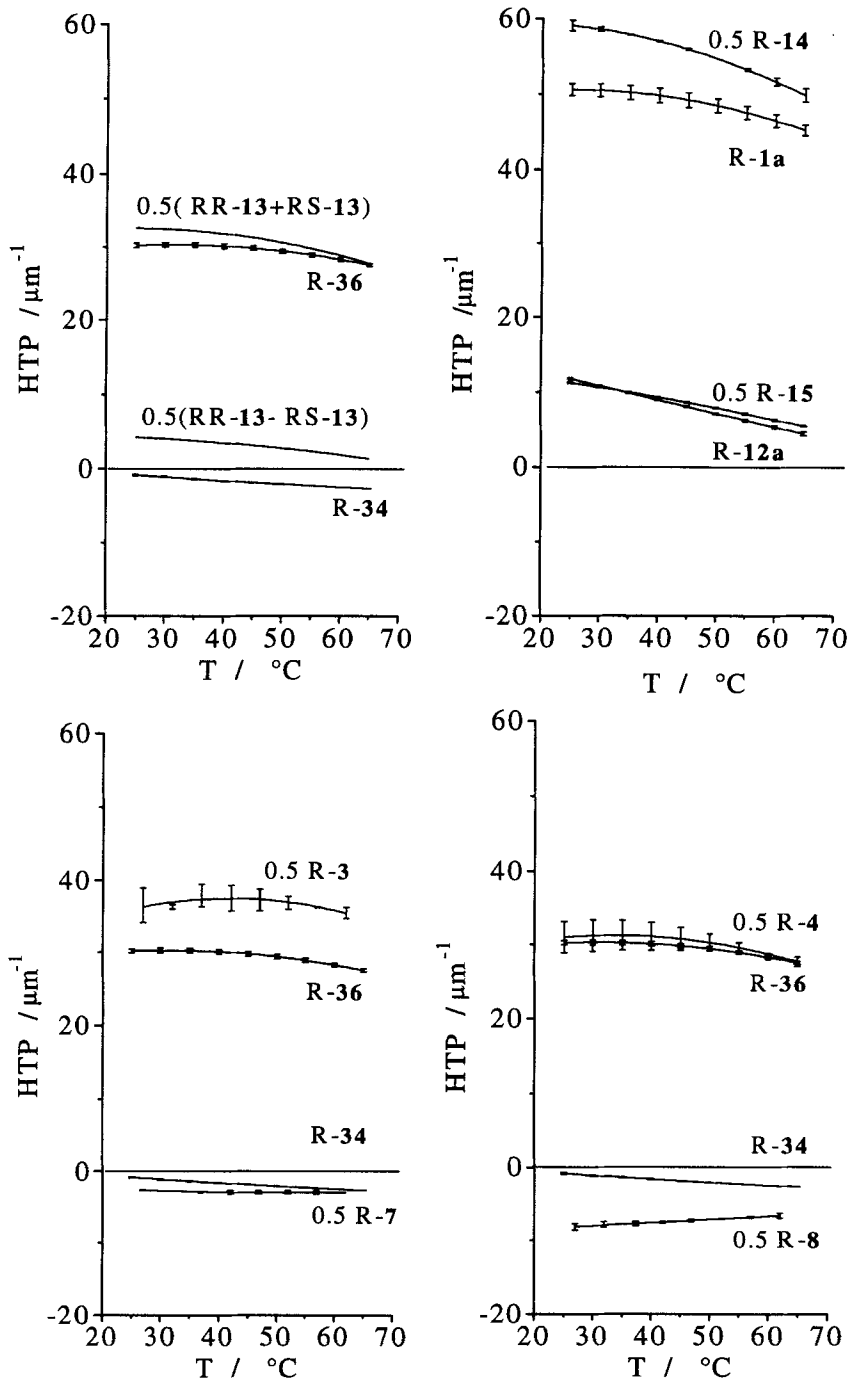 60
40
20
0
-20
HTP /μm⁻¹
0.5( RR-13+RS-13)
R-36
0.5(RR-13- RS-13)
R-34
20 30 40 50 60 70
T / °C
60
40
20
0
-20
HTP /μm⁻¹
0.5 R-14
R-1a
0.5 R-15
R-12a
20 30 40 50 60 70
T / °C
60
40
20
0
-20
HTP /μm⁻¹
0.5 R-3
R-36
R-34
0.5 R-7
20 30 40 50 60 70
T / °C
60
40
20
0
-20
HTP /μm⁻¹
0.5 R-4
R-36
R-34
0.5 R-8
20 30 40 50 60 70
T / °C